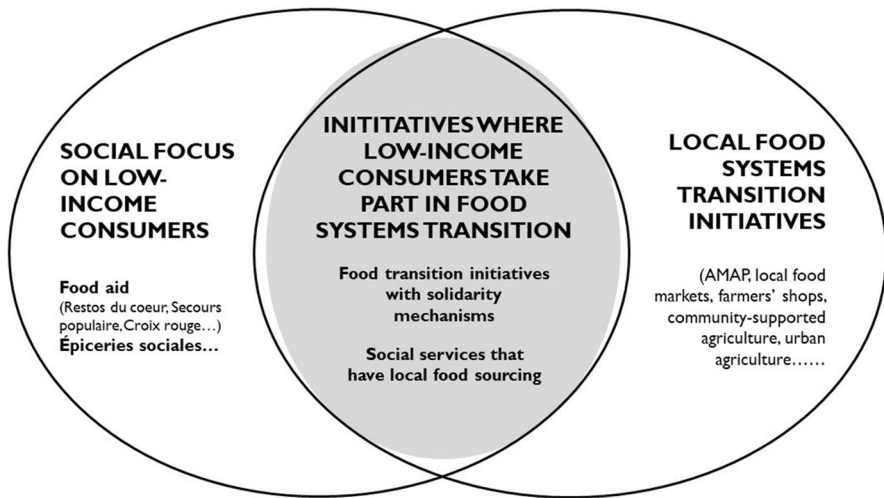 SOCIAL FOCUS
ON LOW-
INCOME
CONSUMERS
Food aid
(Restos du coeur, Secours
populaire, Croix rouge…)
Épiceries sociales…
INITITATIVES WHERE
LOW-INCOME
CONSUMERS TAKE
PART IN FOOD
SYSTEMS TRANSITION
Food transition initiatives
with solidarity
mechanisms
Social services that
have local food sourcing
LOCAL FOOD
SYSTEMS
TRANSITION
INITIATIVES
(AMAP, local food
markets, farmers’ shops,
community-supported
agriculture, urban
agriculture……